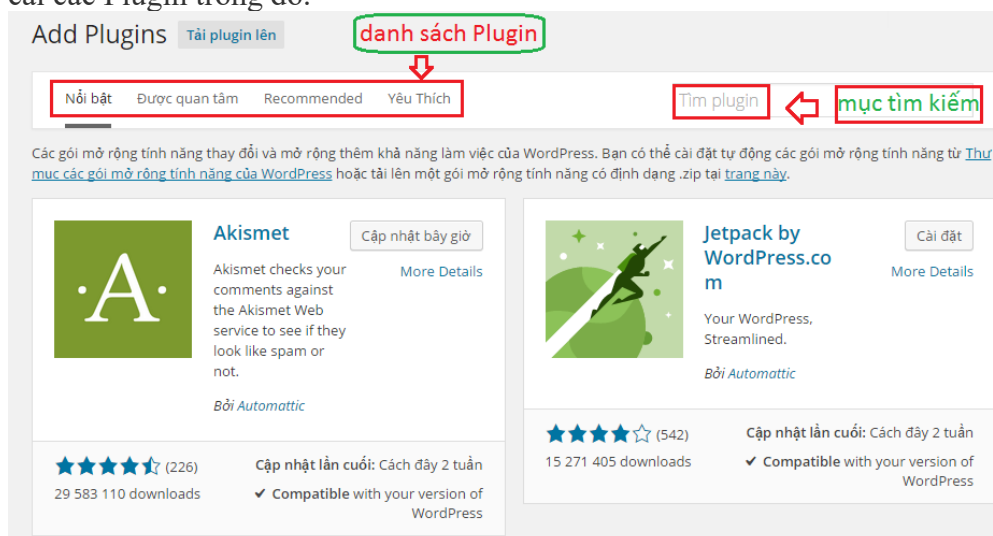 cài các Plugin trong đó.
Add Plugins Tải plugin lên danh sách Plugin
Nổi bật Được quan tâm Recommended Yêu Thích Tìm plugin mục tìm kiếm
Các gói mở rộng tính năng thay đổi và mở rộng thêm khả năng làm việc của WordPress. Bạn có thể cài đặt tự động các gói mở rộng tính năng từ Thư
mục các gói mở rộng tính năng của WordPress hoặc tải lên một gói mở rộng tính năng có định dạng .zip tại trang này.
Akismet Cập nhật bây giờ
Akismet checks your More Details
comments against
the Akismet Web
service to see if they
look like spam or
not.
Bởi Automattic
(226) Cập nhật lần cuối: Cách đây 2 tuần
29 583 110 downloads ✔ Compatible with your version of
WordPress
Jetpack by Cài đặt
WordPress.co More Details
m
Your WordPress,
Streamlined.
Bởi Automattic
(542) Cập nhật lần cuối: Cách đây 2 tuần
15 271 405 downloads ✔ Compatible with your version of
WordPress